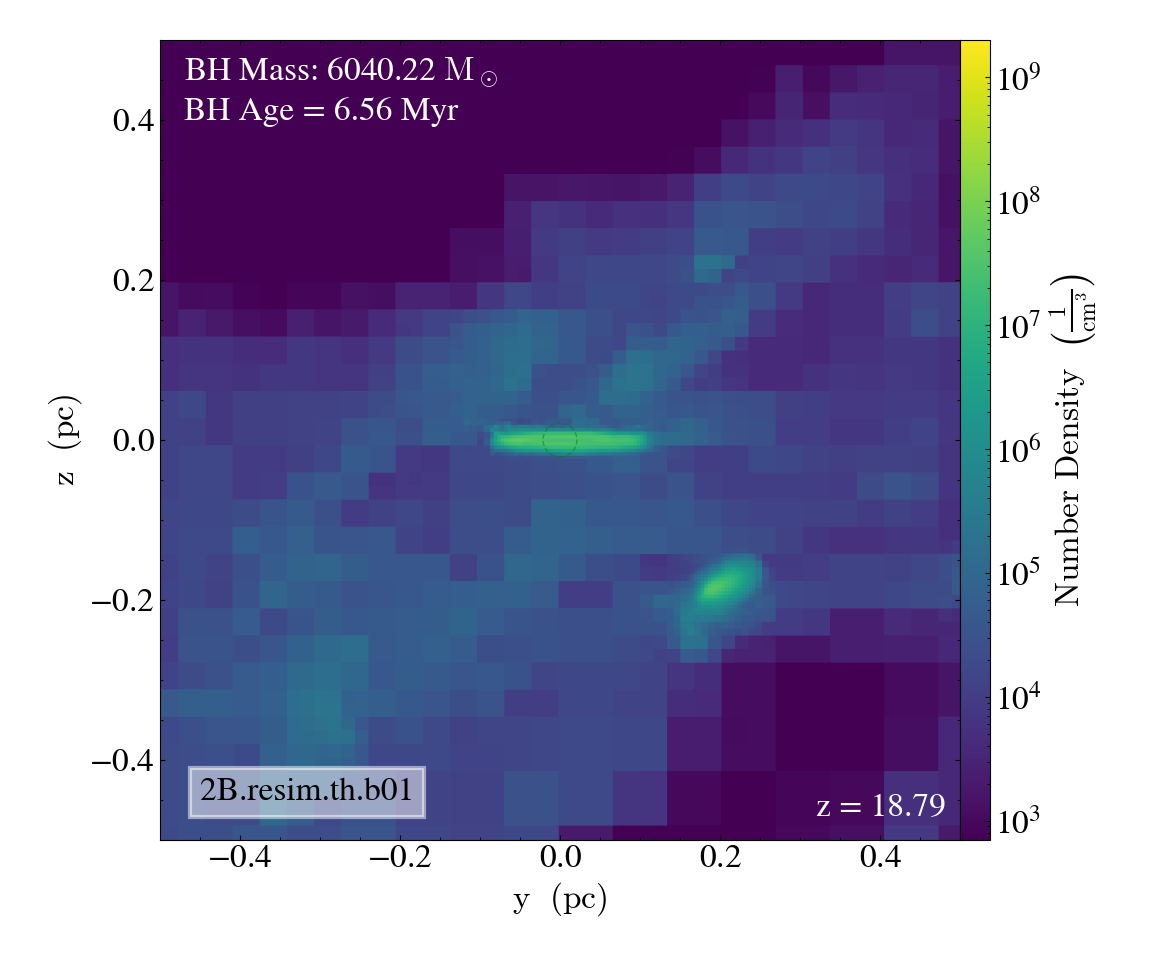 BH Mass: 6040.22 M⊙
BH Age = 6.56 Myr
0.4
0.2
0.0
−0.2
−0.4
z (pc)
2B.resim.th.b01
z = 18.79
−0.4
−0.2
0.0
0.2
0.4
y (pc)
10⁹
10⁸
10⁷
10⁶
10⁵
10⁴
10³
Number Density (1/cm³)